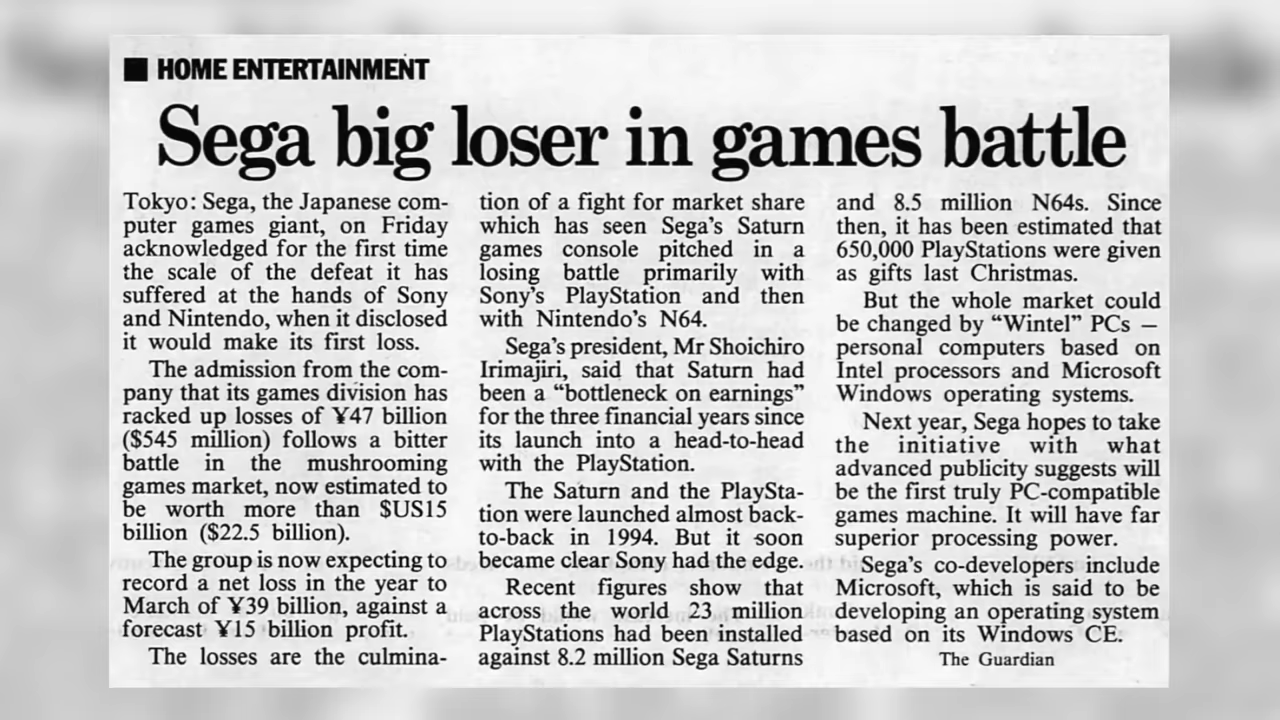 HOME ENTERTAINMENT
Sega big loser in games battle
Tokyo: Sega, the Japanese com-
puter games giant, on Friday
acknowledged for the first time
the scale of the defeat it has
suffered at the hands of Sony
and Nintendo, when it disclosed
it would make its first loss.
The admission from the com-
pany that its games division has
racked up losses of ¥47 billion
($545 million) follows a bitter
battle in the mushrooming
games market, now estimated to
be worth more than $US15
billion ($22.5 billion).
The group is now expecting to
record a net loss in the year to
March of ¥39 billion, against a
forecast ¥15 billion profit.
The losses are the culmina-
tion of a fight for market share
which has seen Sega's Saturn
games console pitched in a
losing battle primarily with
Sony's PlayStation and then
with Nintendo's N64.
Sega's president, Mr Shoichiro
Irimajiri, said that Saturn had
been a "bottleneck on earnings"
for the three financial years since
its launch into a head-to-head
with the PlayStation.
The Saturn and the PlaySta-
tion were launched almost back-
to-back in 1994. But it soon
became clear Sony had the edge.
Recent figures show that
across the world 23 million
PlayStations had been installed
against 8.2 million Sega Saturns
and 8.5 million N64s. Since
then, it has been estimated that
650,000 PlayStations were given
as gifts last Christmas.
But the whole market could
be changed by "Wintel" PCs —
personal computers based on
Intel processors and Microsoft
Windows operating systems.
Next year, Sega hopes to take
the initiative with what
advanced publicity suggests will
be the first truly PC-compatible
games machine. It will have far
superior processing power.
Sega's co-developers include
Microsoft, which is said to be
developing an operating system
based on its Windows CE.
The Guardian